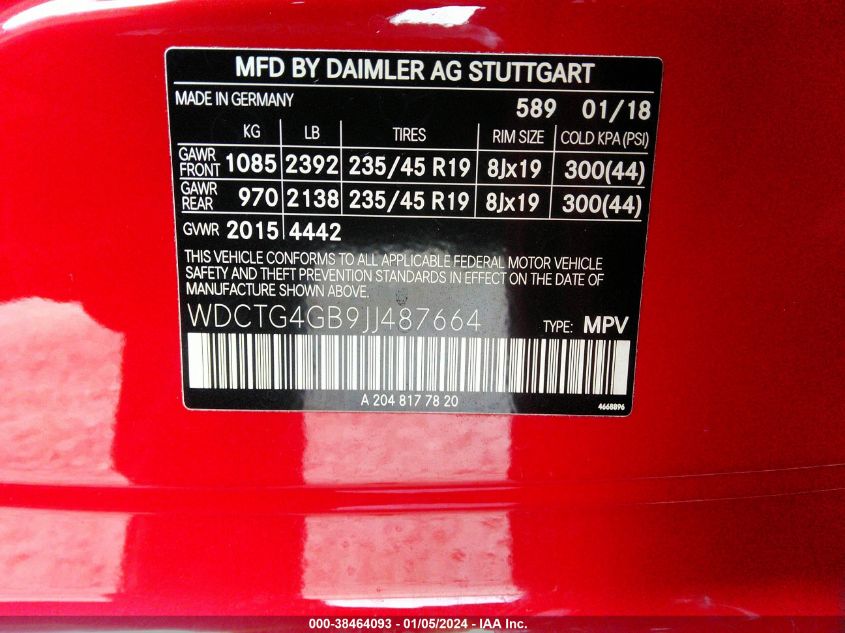 MFD BY DAIMLER AG STUTTGART
MADE IN GERMANY 589 01/18
KG LB TIRES RIM SIZE COLD KPA (PSI)
GAWR FRONT 1085 2392 235/45 R19 8Jx19 300(44)
GAWR REAR 970 2138 235/45 R19 8Jx19 300(44)
GVWR 2015 4442
THIS VEHICLE CONFORMS TO ALL APPLICABLE FEDERAL MOTOR VEHICLE
SAFETY AND THEFT PREVENTION STANDARDS IN EFFECT ON THE DATE OF
MANUFACTURE SHOWN ABOVE.
WDCTG4GB9JJ487664 TYPE: MPV
A 204 817 78 20
4668896
000-38464093 - 01/05/2024 - IAA Inc.